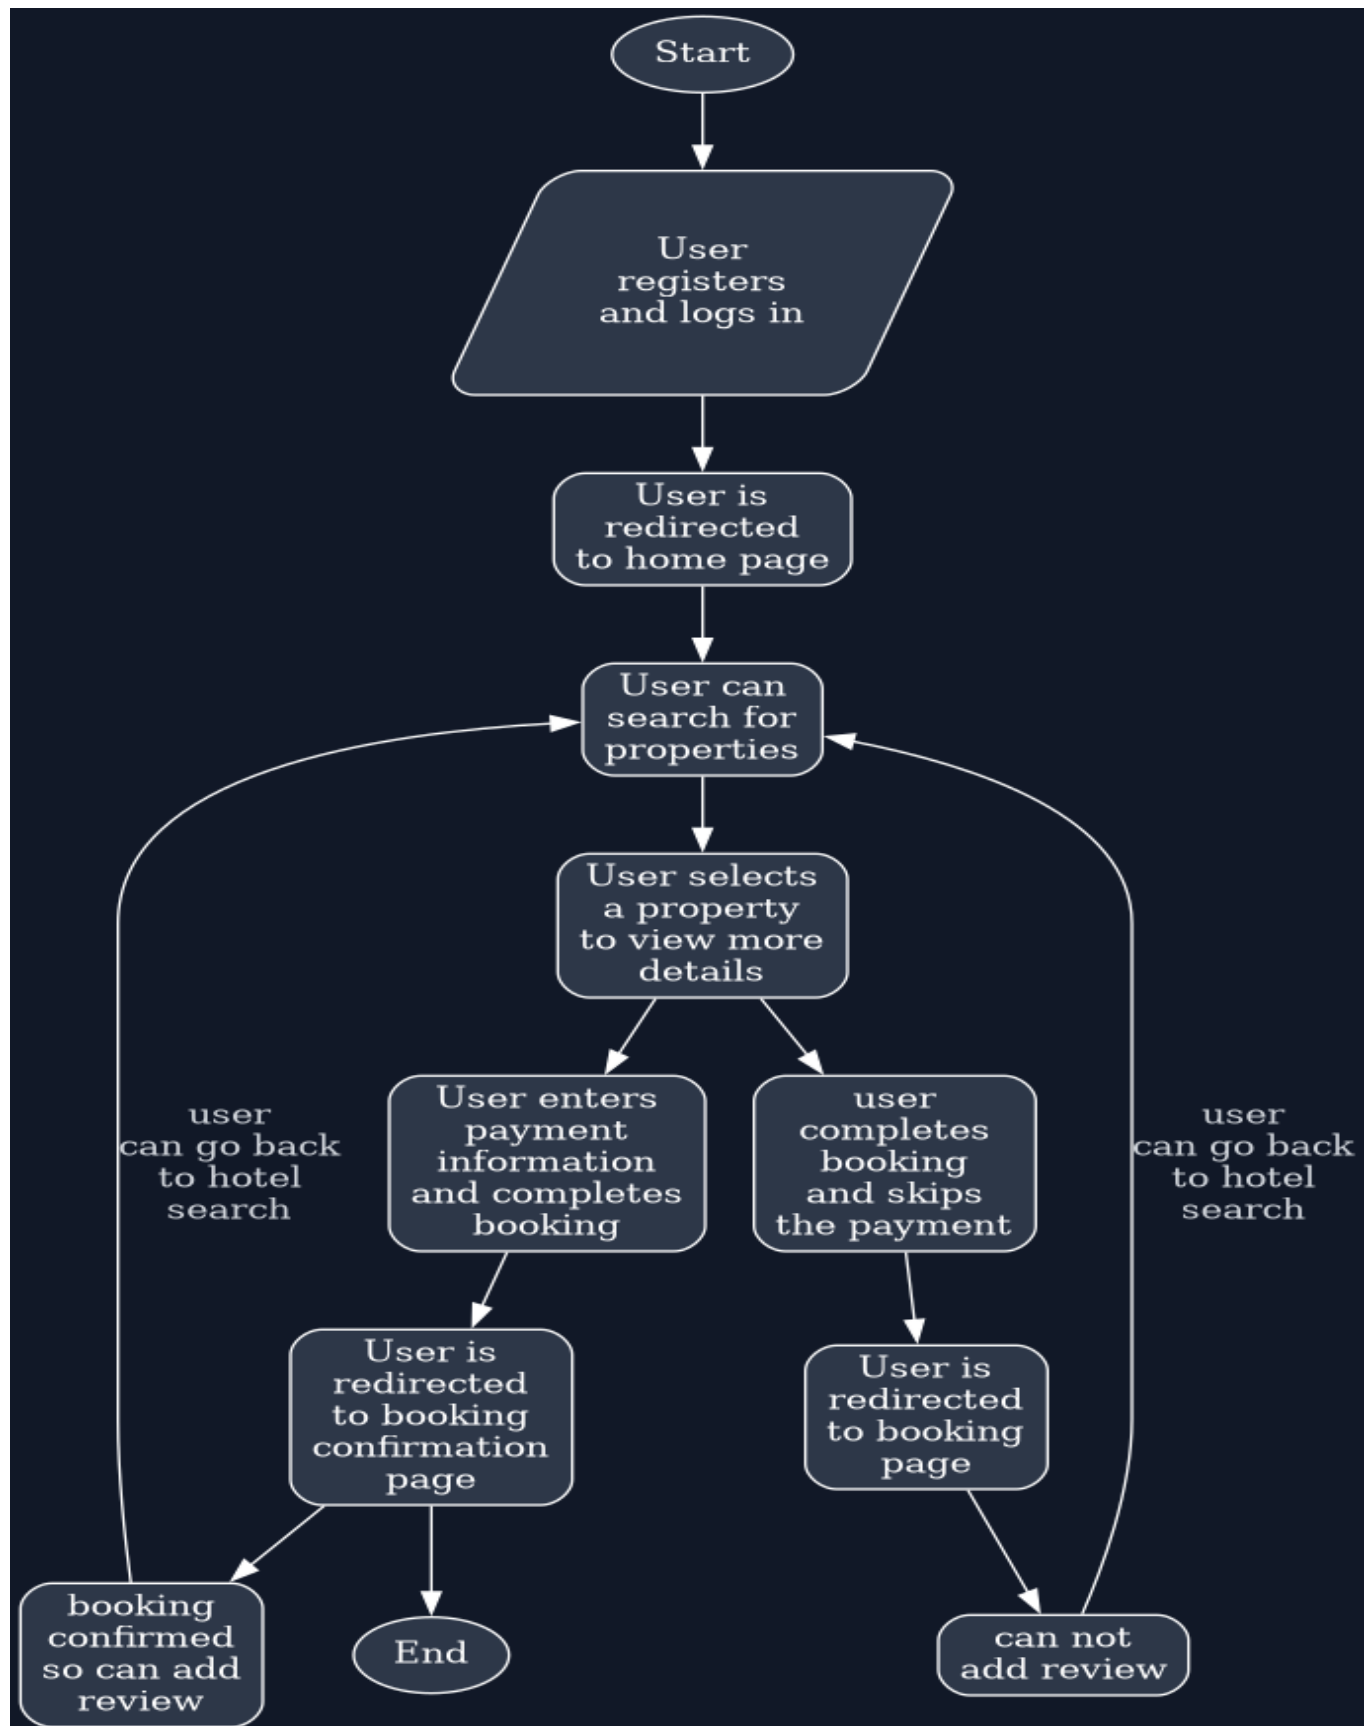 Start
User
registers
and logs in
User is
redirected
to home page
User can
search for
properties
User selects
a property
to view more
details
user
can go back
to hotel
search
User enters
payment
information
and completes
booking
user
completes
booking
and skips
the payment
user
can go back
to hotel
search
User is
redirected
to booking
confirmation
page
User is
redirected
to booking
page
booking
confirmed
so can add
review
End
can not
add review